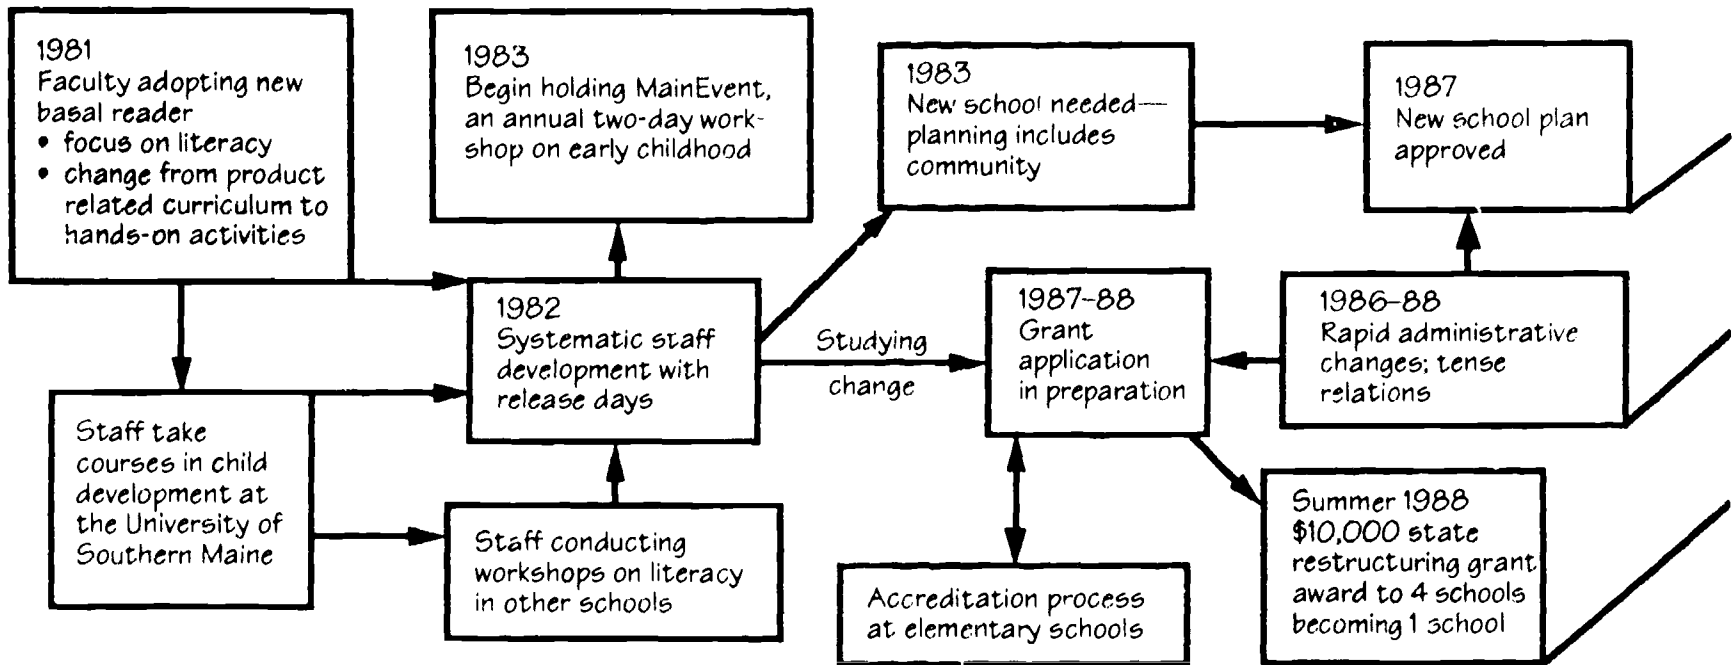 1981
Faculty adopting new
basal reader
• focus on literacy
• change from product
related curriculum to
hands-on activities
1983
Begin holding MainEvent,
an annual two-day work-
shop on early childhood
1983
New school needed—
planning includes
community
1987
New school plan
approved
1982
Systematic staff
development with
release days
Studying
change
1987-88
Grant
application
in preparation
1986-88
Rapid administrative
changes; tense
relations
Staff take
courses in child
development at
the University of
Southern Maine
Staff conducting
workshops on literacy
in other schools
Accreditation process
at elementary schools
Summer 1988
$10,000 state
restructuring grant
award to 4 schools
becoming 1 school